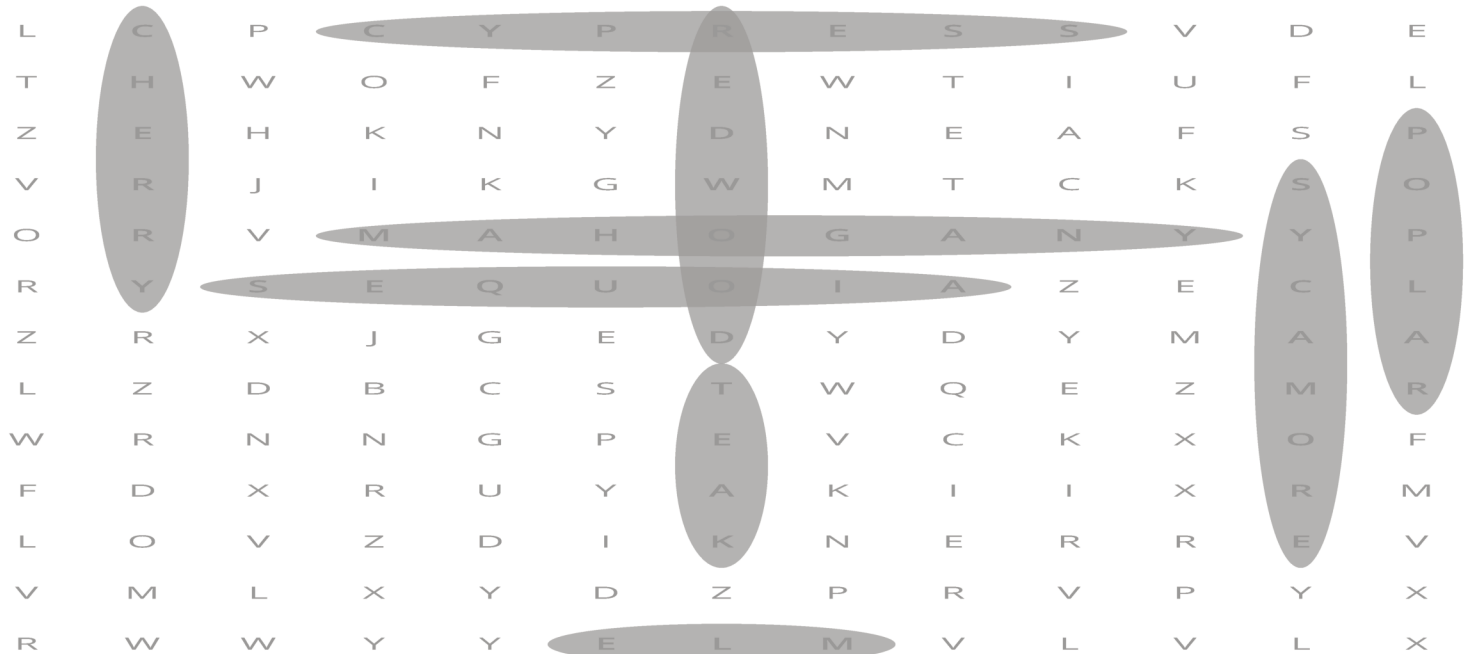 L C P C Y P R E S S V D E
T H W O F Z E W T I U F L
Z E H K N Y D N E A F S P
V R J I K G W M T C K S O
O R V M A H O G A N Y Y P
R Y S E Q U O I A Z E C L
Z R X J G E D Y D Y M A A
L Z D B C S T W Q E Z M R
W R N N G P E V C K X O F
F D X R U Y A K I I X R M
L O V Z D I K N E R R E V
V M L X Y D Z P R V P Y X
R W W Y Y E L M V L V L X